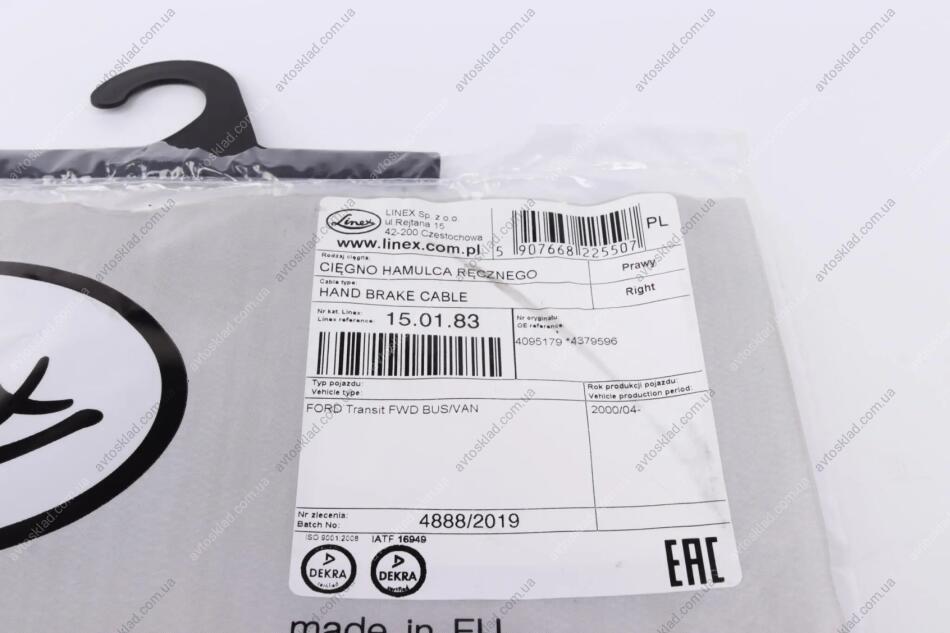 Linex
LINEX Sp. z o.o.
ul Rejtana 15
42-200 Częstochowa
www.linex.com.pl
5 907668 225507
PL
Rodzaj cięgła:
CIĘGNO HAMULCA RĘCZNEGO
Prawy
Cable type:
HAND BRAKE CABLE
Right
Nr kat. Linex:
Linex reference:
15.01.83
Nr oryginału:
OE reference:
4095179 *4379596
Typ pojazdu:
Vehicle type:
Rok produkcji pojazdu:
Vehicle production period:
FORD Transit FWD BUS/VAN
2000/04-
Nr zlecenia:
Batch No:
4888/2019
ISO 9001:2008
IATF 16949
DEKRA
DEKRA
certified
EAC
made in EU
avtosklad.com.ua